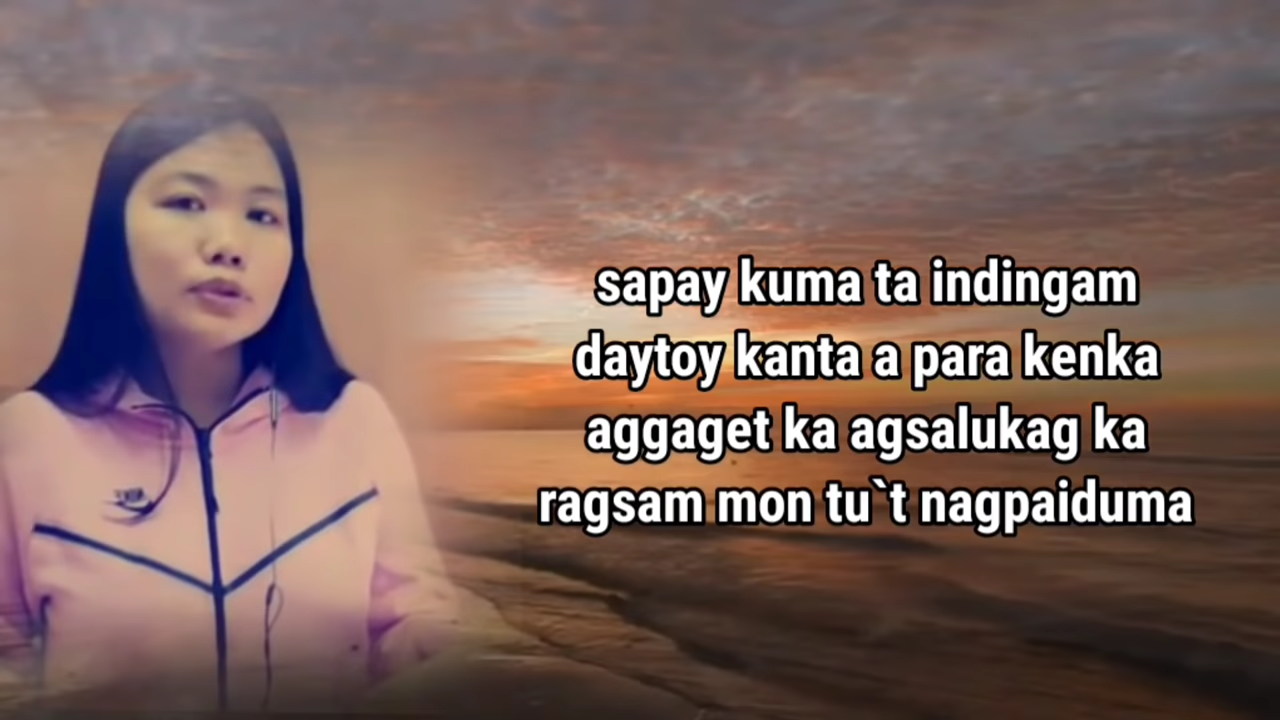 sapay kuma ta indingam
daytoy kanta a para kenka
aggaget ka agsalukag ka
ragsam mon tu`t nagpaiduma